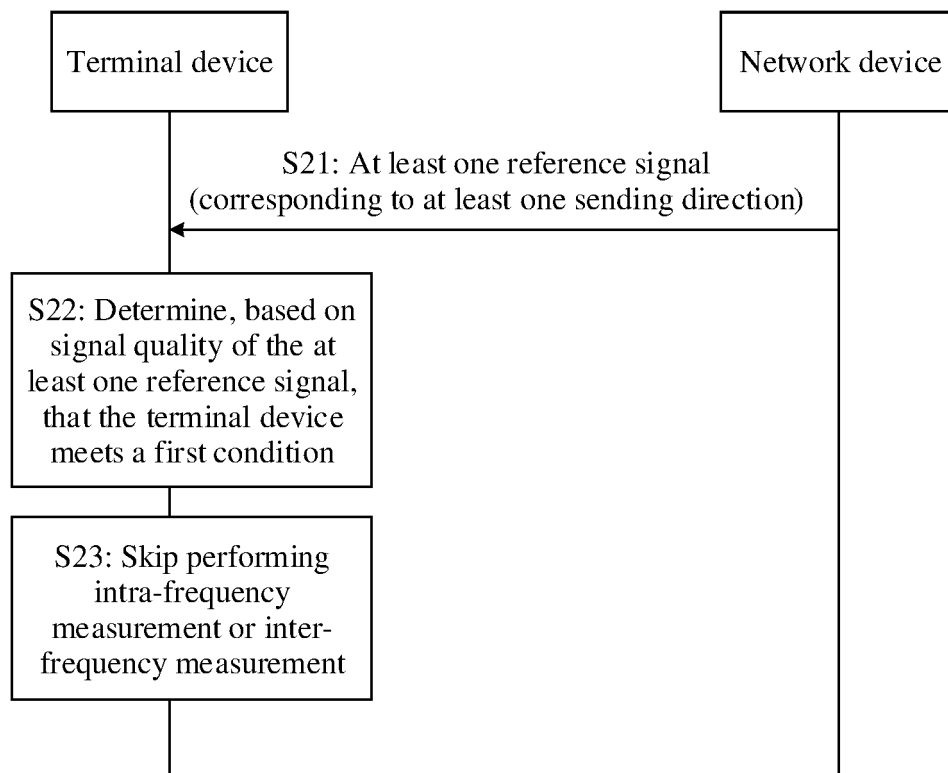 Terminal device
Network device
S21: At least one reference signal
(corresponding to at least one sending direction)
S22: Determine, based on
signal quality of the at
least one reference signal,
that the terminal device
meets a first condition
S23: Skip performing
intra-frequency
measurement or inter-
frequency measurement